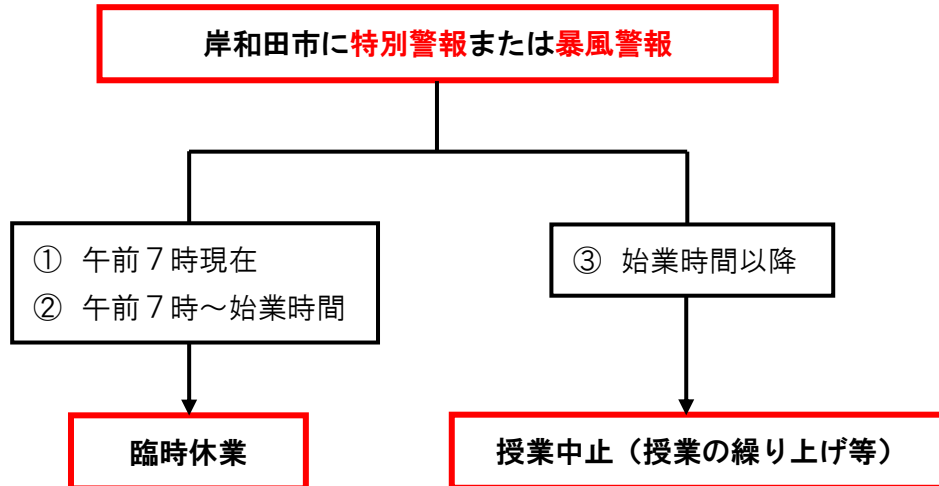 岸和田市に特別警報または暴風警報
① 午前７時現在
② 午前７時～始業時間
③ 始業時間以降
臨時休業
授業中止（授業の繰り上げ等）